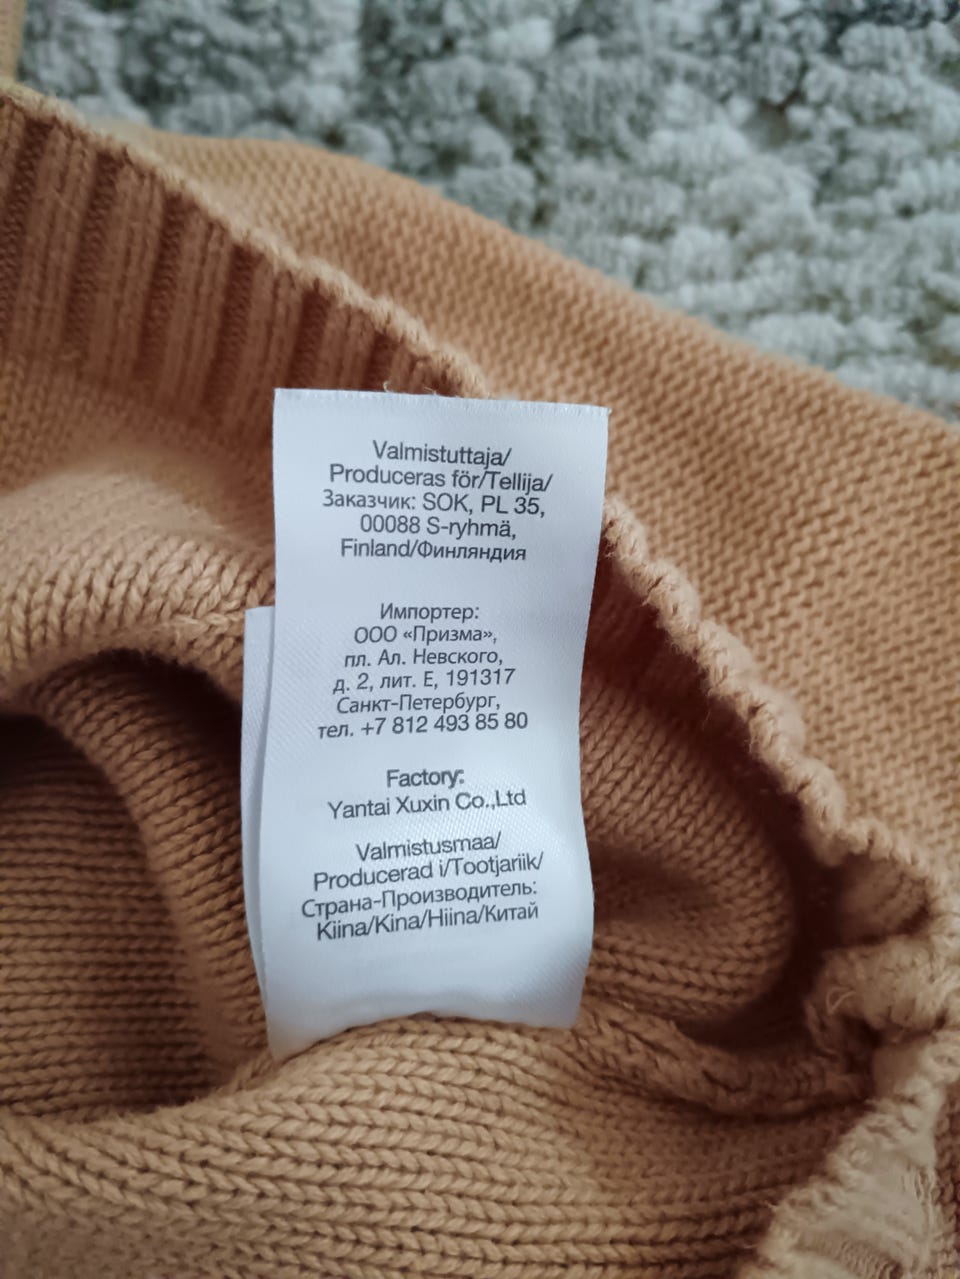 Valmistuttaja/
Produceras för/Tellija/
Заказчик: SOK, PL 35,
00088 S-ryhmä,
Finland/Финляндия
Импортер:
ООО «Призма»,
пл. Ал. Невского,
д. 2, лит. Е, 191317
Санкт-Петербург,
тел. +7 812 493 85 80
Factory:
Yantai Xuxin Co.,Ltd
Valmistusmaa/
Producerad i/Tootjariik/
Страна-Производитель:
Kiina/Kina/Hiina/Китай